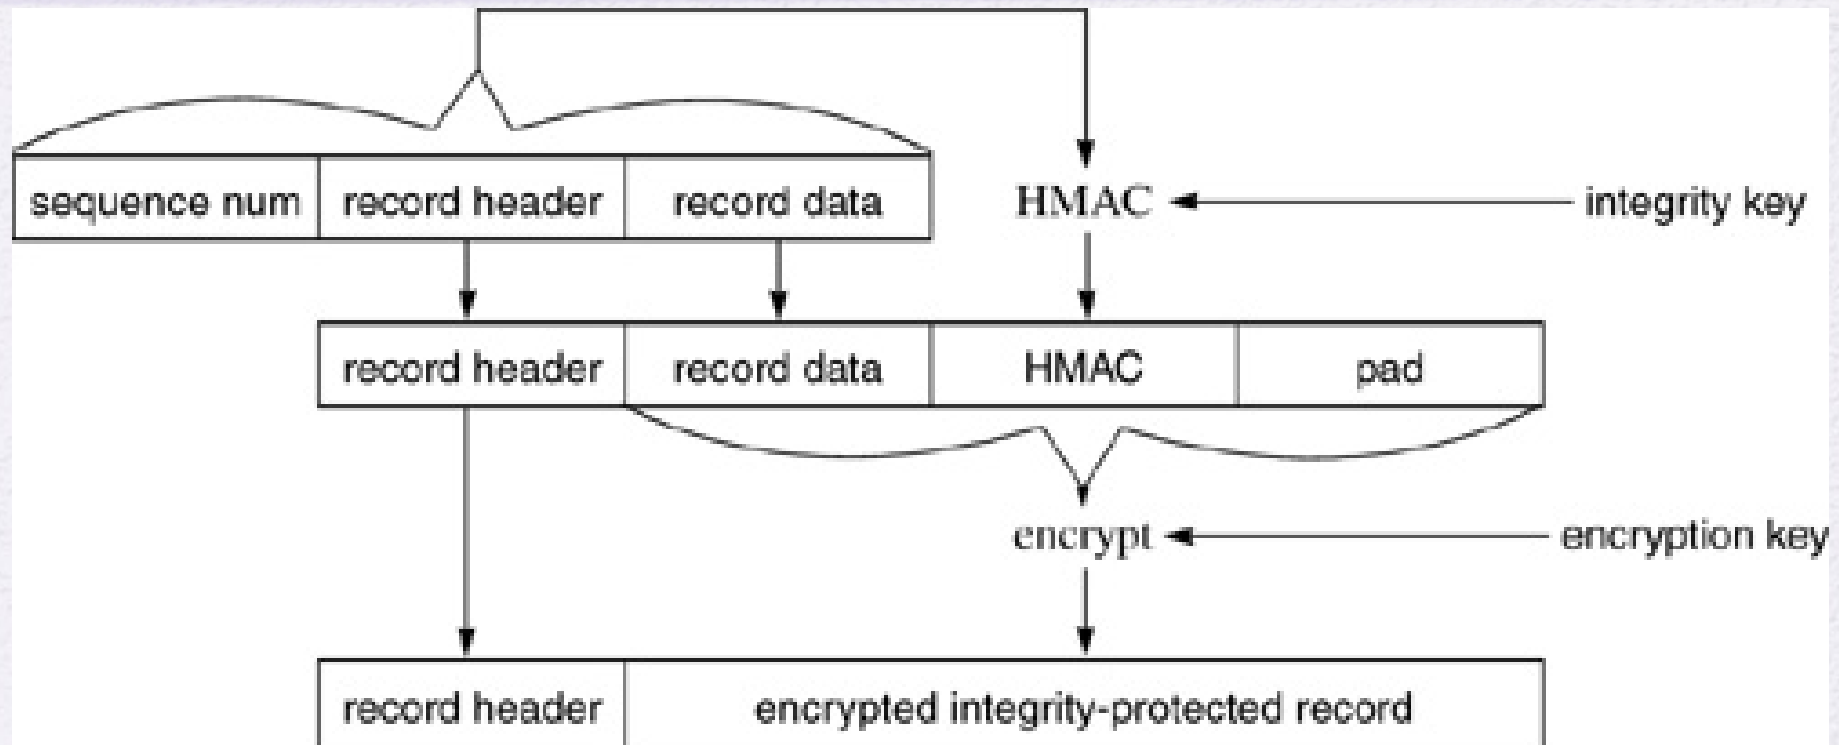 sequence num record header record data HMAC integrity key
record header record data HMAC pad
encrypt encryption key
record header encrypted integrity-protected record